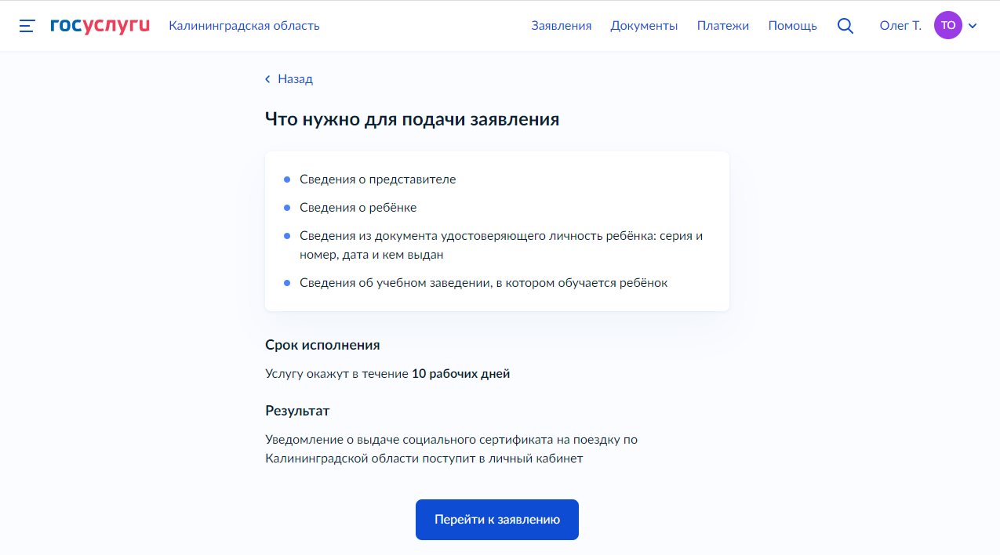 госуслуги Калининградская область Заявления Документы Платежи Помощь Олег Т. ТО
Назад
Что нужно для подачи заявления
Сведения о представителе
Сведения о ребёнке
Сведения из документа удостоверяющего личность ребёнка: серия и
номер, дата и кем выдан
Сведения об учебном заведении, в котором обучается ребёнок
Срок исполнения
Услугу окажут в течение 10 рабочих дней
Результат
Уведомление о выдаче социального сертификата на поездку по
Калининградской области поступит в личный кабинет
Перейти к заявлению